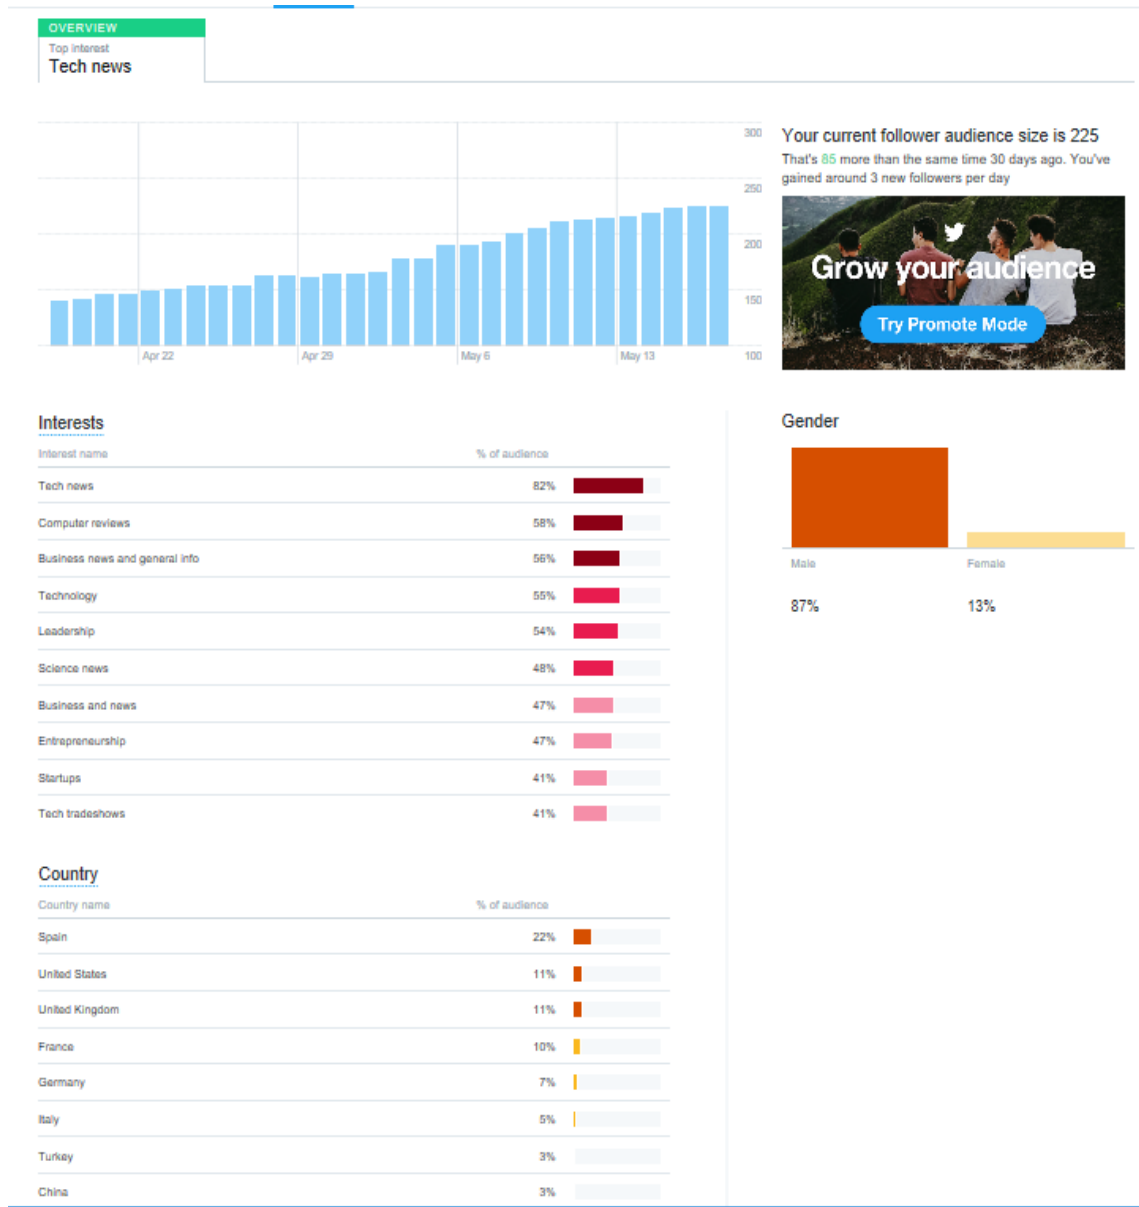 OVERVIEW
Top interest
Tech news
300
250
200
150
100
Apr 22
Apr 29
May 6
May 13
Your current follower audience size is 225
That's 85 more than the same time 30 days ago. You've
gained around 3 new followers per day
Grow your audience
Try Promote Mode
Interests
Interest name % of audience
Tech news 82%
Computer reviews 58%
Business news and general info 56%
Technology 55%
Leadership 54%
Science news 48%
Business and news 47%
Entrepreneurship 47%
Startups 41%
Tech tradeshows 41%
Gender
Male Female
87% 13%
Country
Country name % of audience
Spain 22%
United States 11%
United Kingdom 11%
France 10%
Germany 7%
Italy 5%
Turkey 3%
China 3%